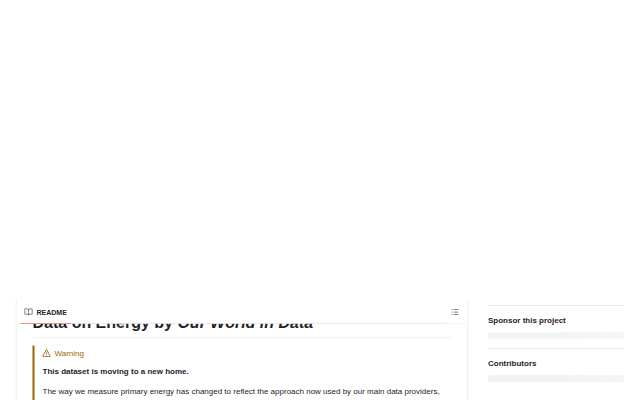 README
Data on Energy by Our World in Data
Warning
This dataset is moving to a new home.
The way we measure primary energy has changed to reflect the approach now used by our main data providers,
Sponsor this project
Contributors